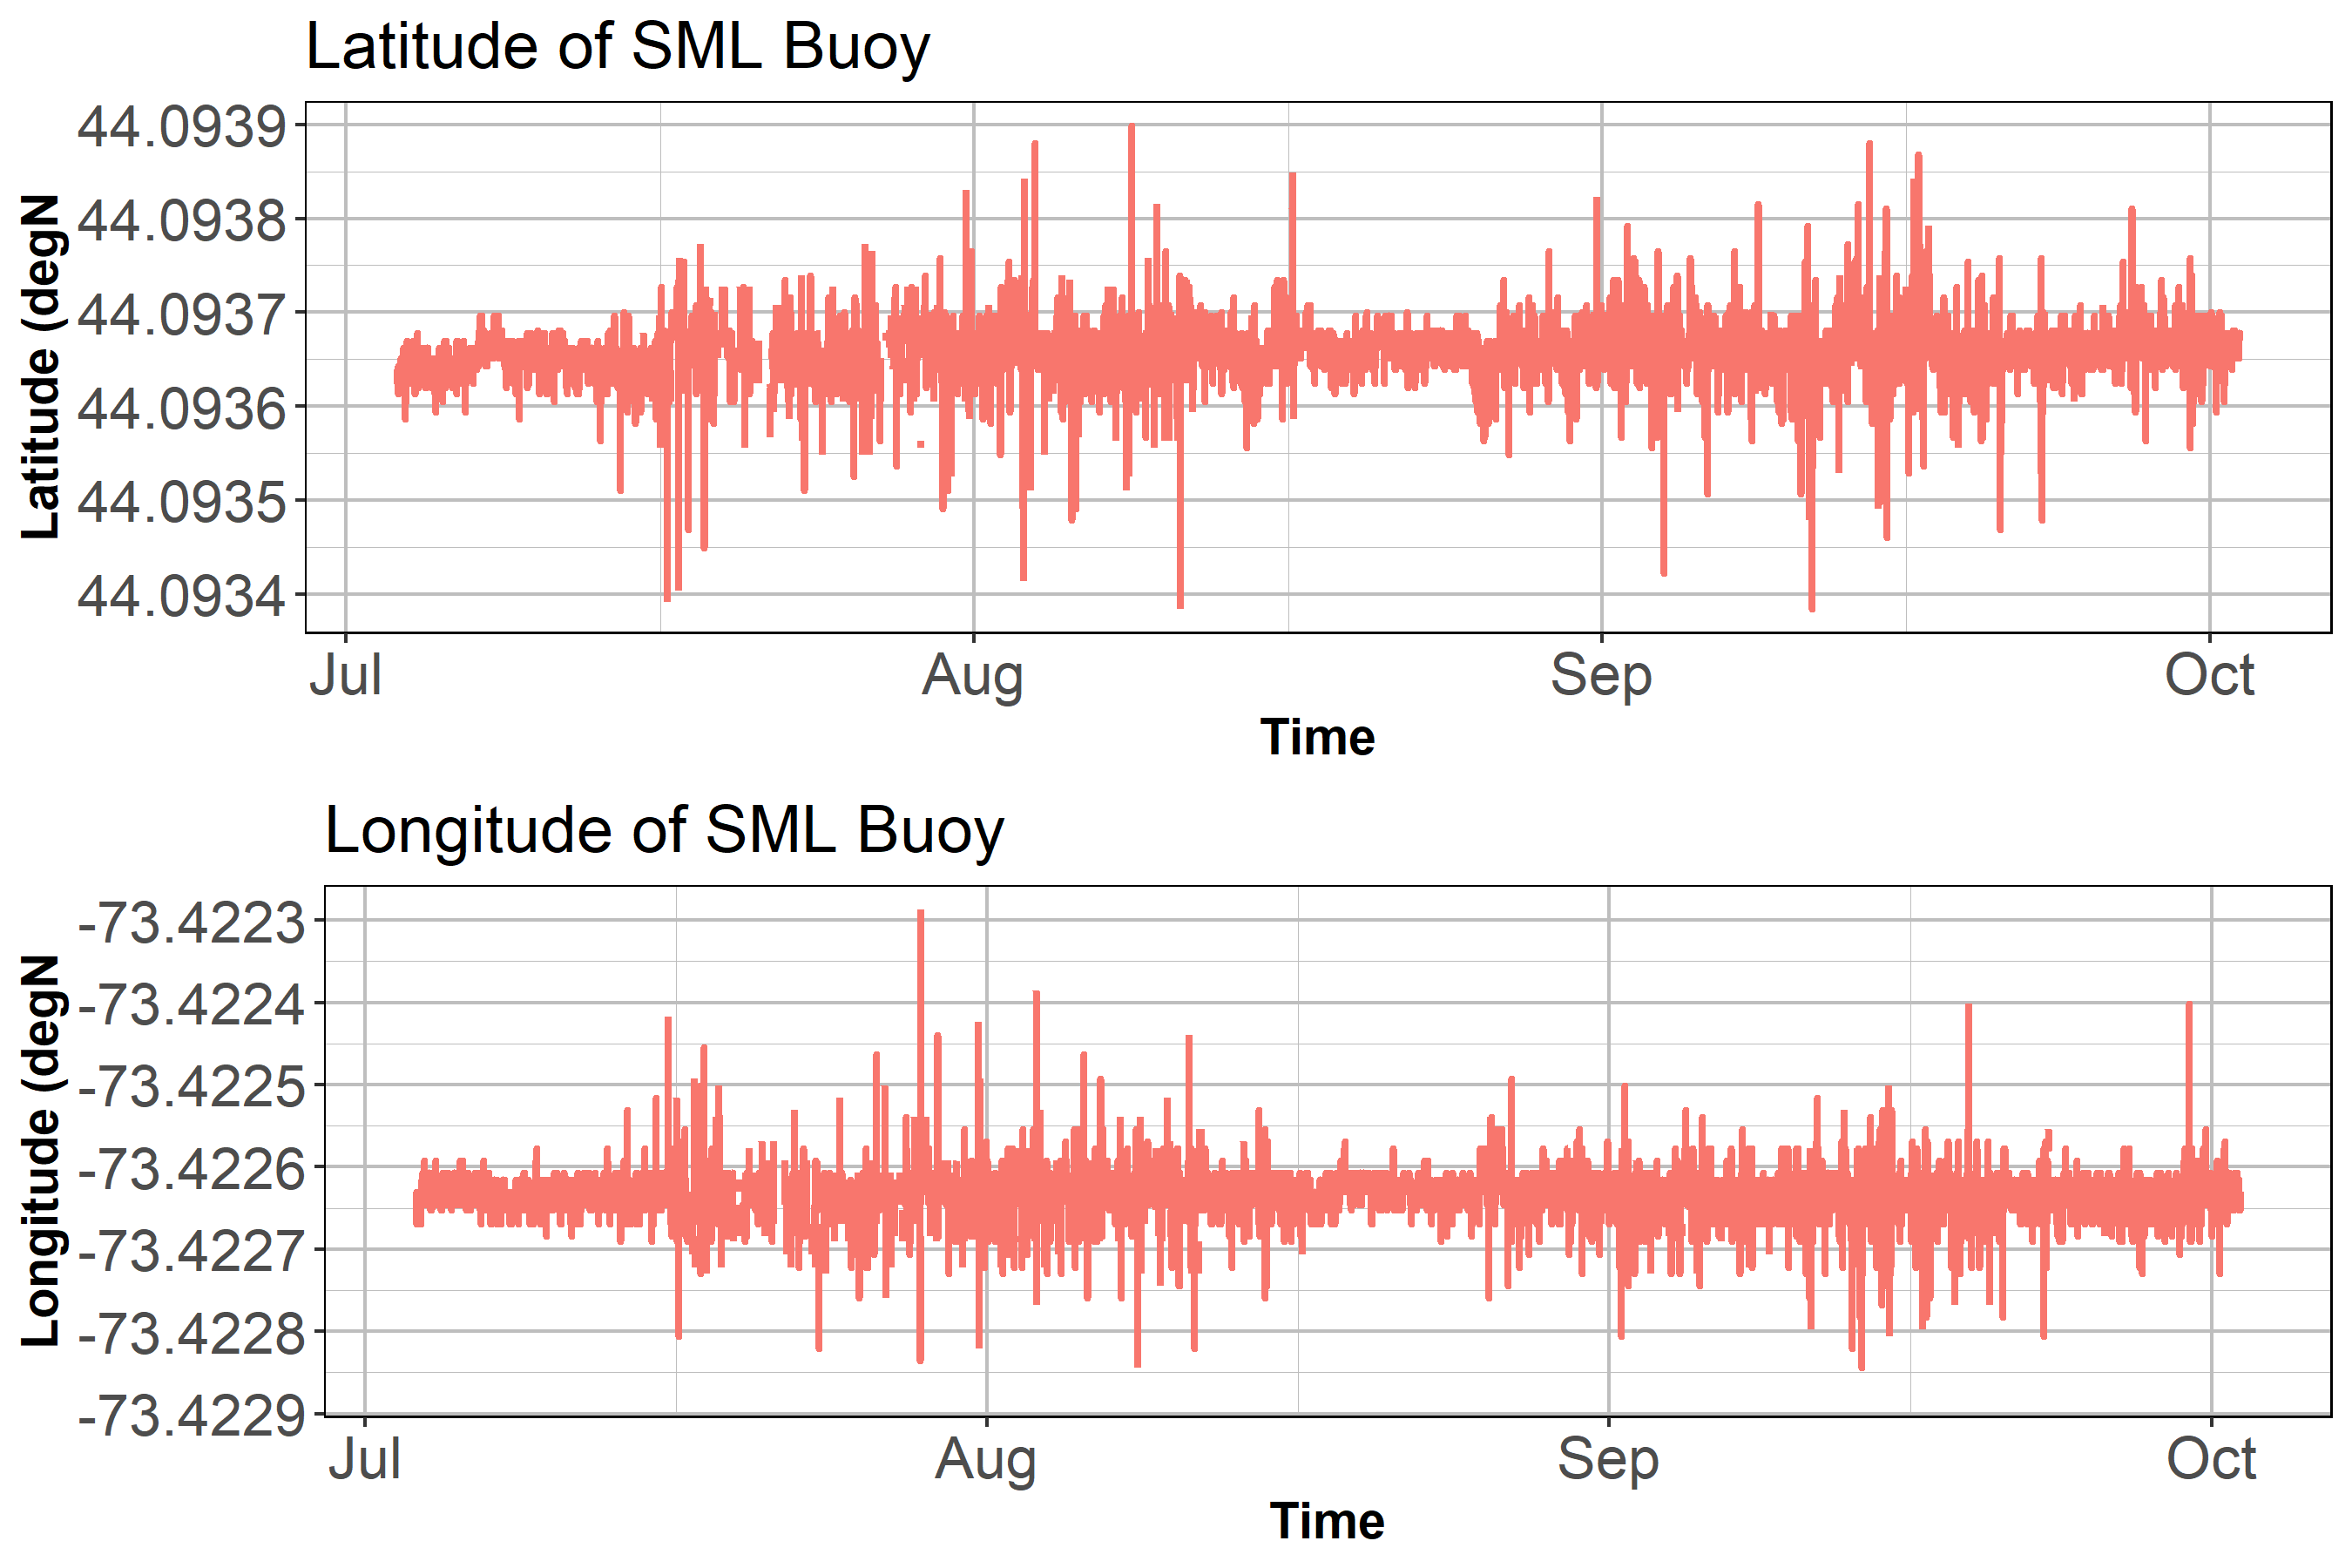 Latitude of SML Buoy
44.0939
44.0938
44.0937
44.0936
44.0935
44.0934
Latitude (degN
Jul Aug Sep Oct
Time
Longitude of SML Buoy
-73.4223
-73.4224
-73.4225
-73.4226
-73.4227
-73.4228
-73.4229
Longitude (degN
Jul Aug Sep Oct
Time